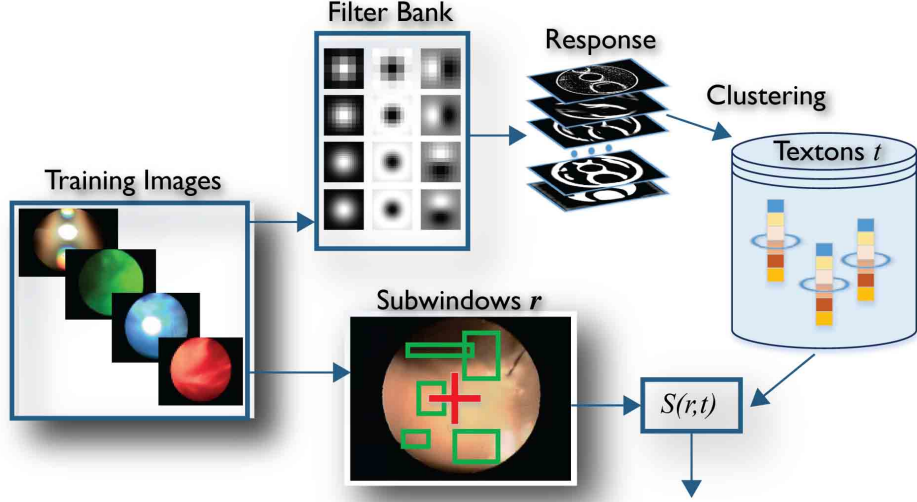 Filter Bank
Response
Clustering
Textons t
Training Images
Subwindows r
S(r,t)